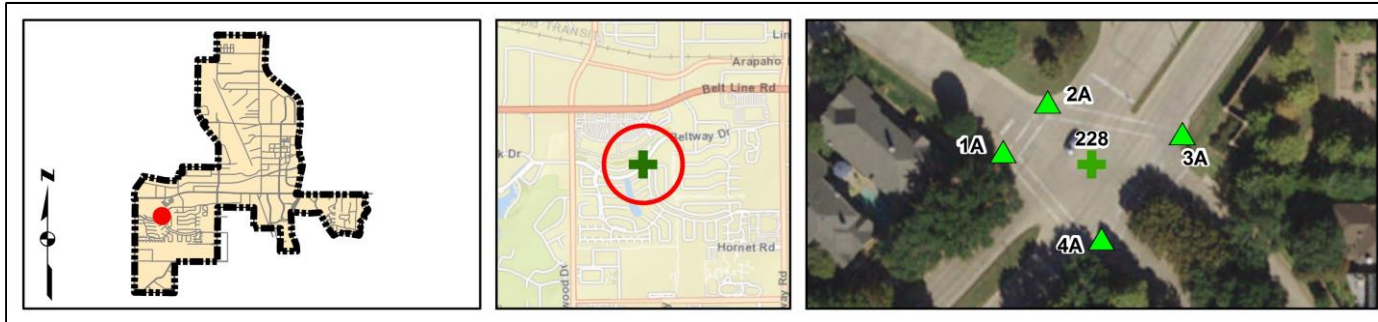 Z
TRANSIT
Lin
Arapaho
Belt Line Rd
Beltway Dr
k Dr
Hornet Rd
wood Dr
way Rd
2A
228
1A
3A
4A